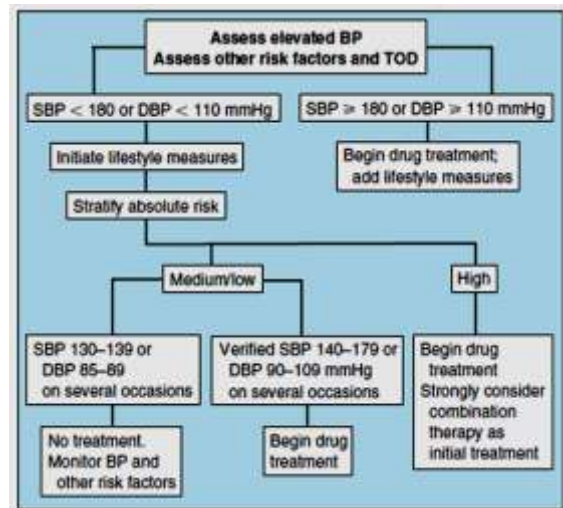 Assess elevated BP
Assess other risk factors and TOD
SBP < 180 or DBP < 110 mmHg
SBP ⩾ 180 or DBP ⩾ 110 mmHg
Initiate lifestyle measures
Begin drug treatment;
add lifestyle measures
Stratify absolute risk
Medium/low
High
SBP 130–139 or
DBP 85–89
on several occasions
Verified SBP 140–179 or
DBP 90–109 mmHg
on several occasions
Begin drug
treatment
Strongly consider
combination
therapy as
initial treatment
No treatment.
Monitor BP and
other risk factors
Begin drug
treatment